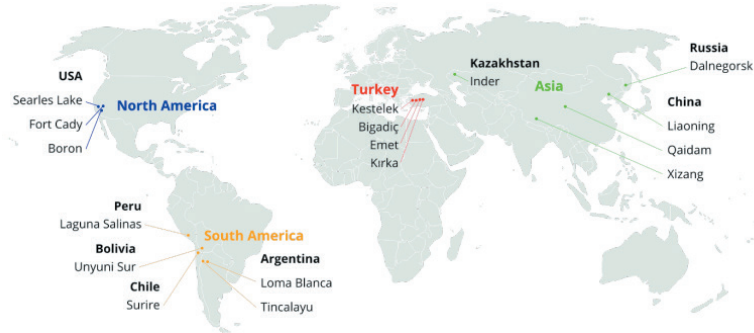 USA
Searles Lake
Fort Cady
Boron
North America
Peru
Laguna Salinas
Bolivia
Unyuni Sur
Chile
Surire
South America
Argentina
Loma Blanca
Tincalayu
Turkey
Kestelek
Bigadiç
Emet
Kırka
Kazakhstan
Inder
Asia
Russia
Dalnegorsk
China
Liaoning
Qaidam
Xizang